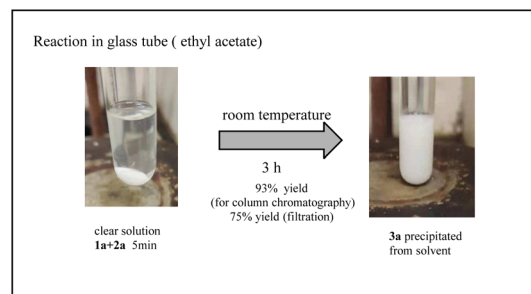 Reaction in glass tube ( ethyl acetate)
room temperature
3 h
93% yield
(for column chromatography)
75% yield (filtration)
clear solution
1a+2a 5min
3a precipitated
from solvent